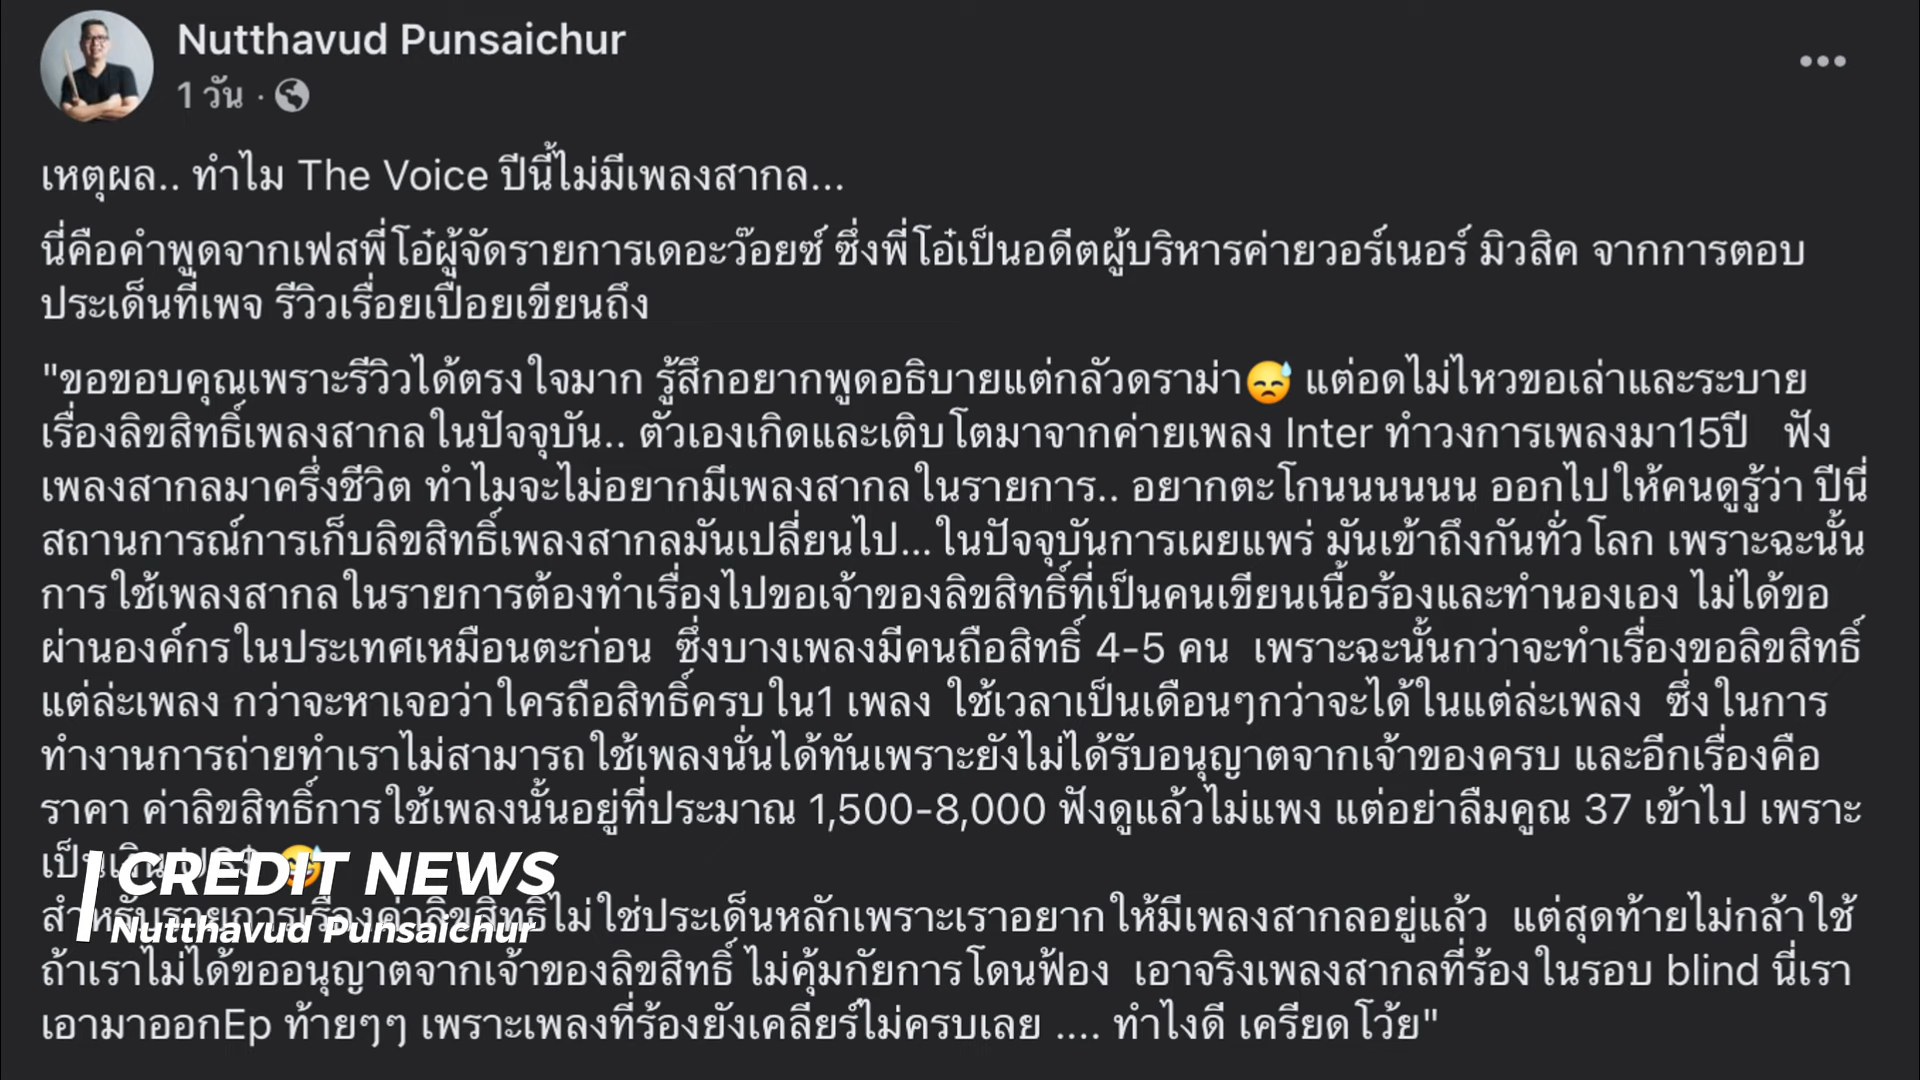 Nutthavud Punsaichur
1 วัน ·
เหตุผล.. ทำไม The Voice ปีนี้ไม่มีเพลงสากล...
นี่คือคำพูดจากเฟสพี่โอ๋ผู้จัดรายการเดอะว๊อยซ์ ซึ่งพี่โอ๋เป็นอดีตผู้บริหารค่ายวอร์เนอร์ มิวสิค จากการตอบ
ประเด็นที่เพจ รีวิวเรื่อยเปื่อยเขียนถึง
"ขอขอบคุณเพราะรีวิวได้ตรงใจมาก รู้สึกอยากพูดอธิบายแต่กลัวดราม่า😓 แต่อดไม่ไหวขอเล่าและระบาย
เรื่องลิขสิทธิ์เพลงสากลในปัจจุบัน.. ตัวเองเกิดและเติบโตมาจากค่ายเพลง Inter ทำวงการเพลงมา15ปี ฟัง
เพลงสากลมาครึ่งชีวิต ทำไมจะไม่อยากมีเพลงสากลในรายการ.. อยากตะโกนนนนนน ออกไปให้คนดูรู้ว่า ปีนี่
สถานการณ์การเก็บลิขสิทธิ์เพลงสากลมันเปลี่ยนไป...ในปัจจุบันการเผยแพร่ มันเข้าถึงกันทั่วโลก เพราะฉะนั้น
การใช้เพลงสากลในรายการต้องทำเรื่องไปขอเจ้าของลิขสิทธิ์ที่เป็นคนเขียนเนื้อร้องและทำนองเอง ไม่ได้ขอ
ผ่านองค์กรในประเทศเหมือนตะก่อน ซึ่งบางเพลงมีคนถือสิทธิ์ 4-5 คน เพราะฉะนั้นกว่าจะทำเรื่องขอลิขสิทธิ์
แต่ล่ะเพลง กว่าจะหาเจอว่าใครถือสิทธิ์ครบใน1 เพลง ใช้เวลาเป็นเดือนๆกว่าจะได้ในแต่ล่ะเพลง ซึ่งในการ
ทำงานการถ่ายทำเราไม่สามารถใช้เพลงนั่นได้ทันเพราะยังไม่ได้รับอนุญาตจากเจ้าของครบ และอีกเรื่องคือ
ราคา ค่าลิขสิทธิ์การใช้เพลงนั้นอยู่ที่ประมาณ 1,500-8,000 ฟังดูแล้วไม่แพง แต่อย่าลืมคูณ 37 เข้าไป เพราะ
เป็นเงิน US$ 😅
CREDIT NEWS
สำหรับรายการเรื่องค่าลิขสิทธิ์ไม่ใช่ประเด็นหลักเพราะเราอยากให้มีเพลงสากลอยู่แล้ว แต่สุดท้ายไม่กล้าใช้
Nutthavud Punsaichur
ถ้าเราไม่ได้ขออนุญาตจากเจ้าของลิขสิทธิ์ ไม่คุ้มกัยการโดนฟ้อง เอาจริงเพลงสากลที่ร้องในรอบ blind นี่เรา
เอามาออกEp ท้ายๆๆ เพราะเพลงที่ร้องยังเคลียร์ไม่ครบเลย .... ทำไงดี เครียดโว้ย"